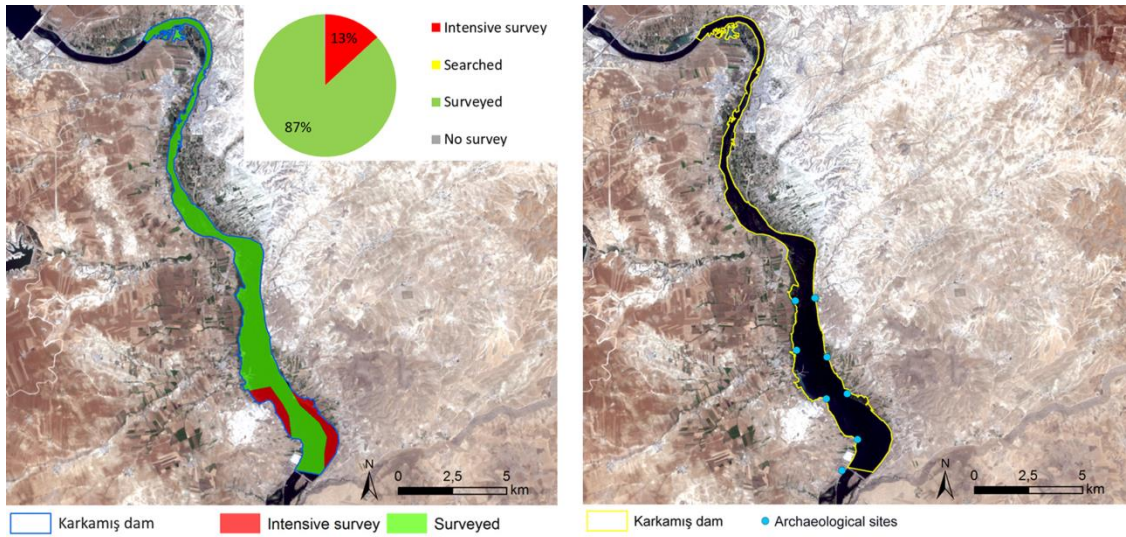 13%
87%
Intensive survey
Searched
Surveyed
No survey
N
0 2,5 5
km
Karkamış dam Intensive survey Surveyed
N
0 2,5 5
km
Karkamış dam Archaeological sites